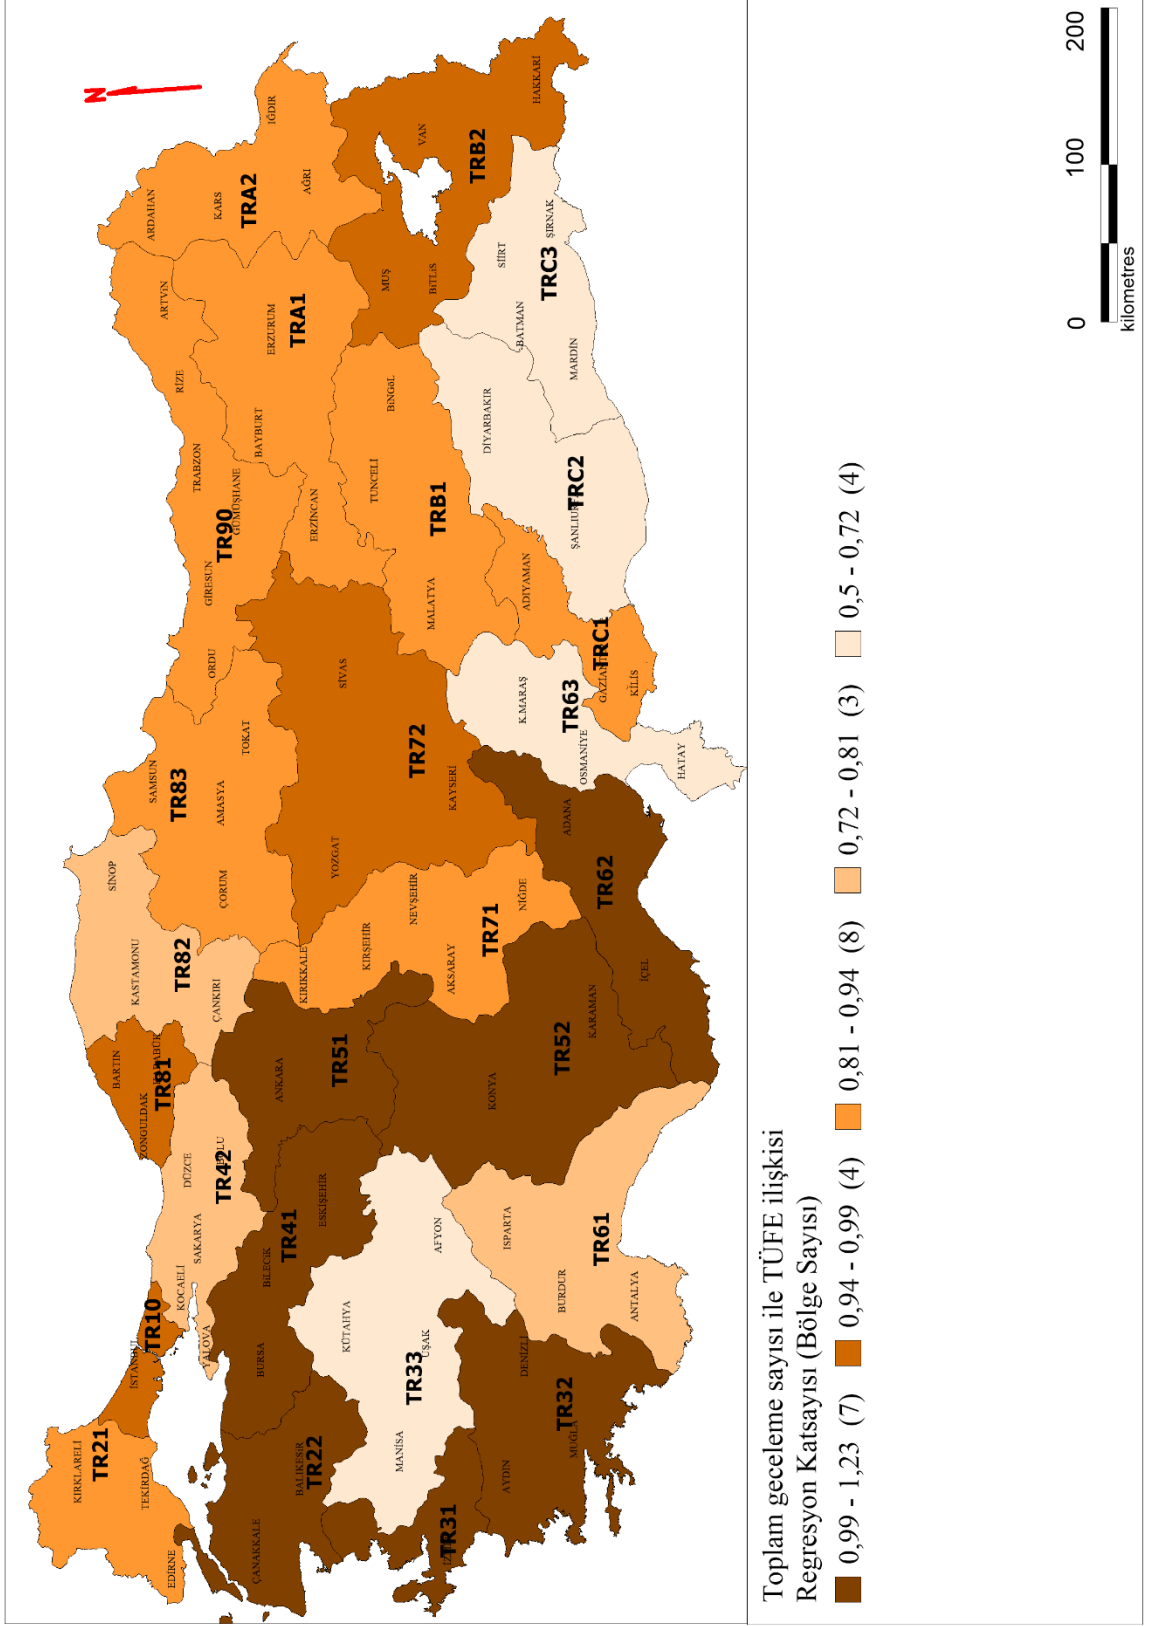 N
KIRKLARELİ
TR21
TEKİRDAĞ
EDİRNE
İSTANBUL
TR10
KOCAELİ
YALOVA
SAKARYA
DÜZCE
TR42
ZONGULDAK
BARTIN
TR81
KASTAMONU
SİNOP
TR82
ÇANKIRI
SAMSUN
TR83
AMASYA
TOKAT
ÇORUM
ORDU
GİRESUN
TR90
GÜMÜŞHANE
TRABZON
RİZE
ARTVİN
ARDAHAN
KARS
TRA2
IĞDIR
AĞRI
ERZURUM
TRA1
BAYBURT
ERZİNCAN
ÇANAKKALE
BALIKESİR
TR22
BURSA
BİLECİK
TR41
ESKİŞEHİR
ANKARA
TR51
KIRIKKALE
KIRŞEHİR
NEVŞEHİR
AKSARAY
TR71
NİĞDE
YOZGAT
SİVAS
KAYSERİ
TR72
TUNCELİ
BİNGöL
TRB1
MALATYA
MUŞ
BİTLİS
VAN
TRB2
HAKKARİ
KÜTAHYA
AFYON
UŞAK
TR33
MANİSA
TR31
AYDIN
DENİZLİ
TR32
MUĞLA
ISPARTA
BURDUR
TR61
ANTALYA
KONYA
TR52
KARAMAN
İÇEL
TR62
ADANA
K.MARAŞ
TR63
OSMANİYE
HATAY
ADIYAMAN
TRC1
KİLİS
DİYARBAKIR
TRC2
BATMAN
SİİRT
ŞIRNAK
TRC3
MARDİN
Toplam geceleme sayısı ile TÜFE ilişkisi
Regresyon Katsayısı (Bölge Sayısı)
0,99 - 1,23 (7)
0,94 - 0,99 (4)
0,81 - 0,94 (8)
0,72 - 0,81 (3)
0,5 - 0,72 (4)
0 100 200
kilometres